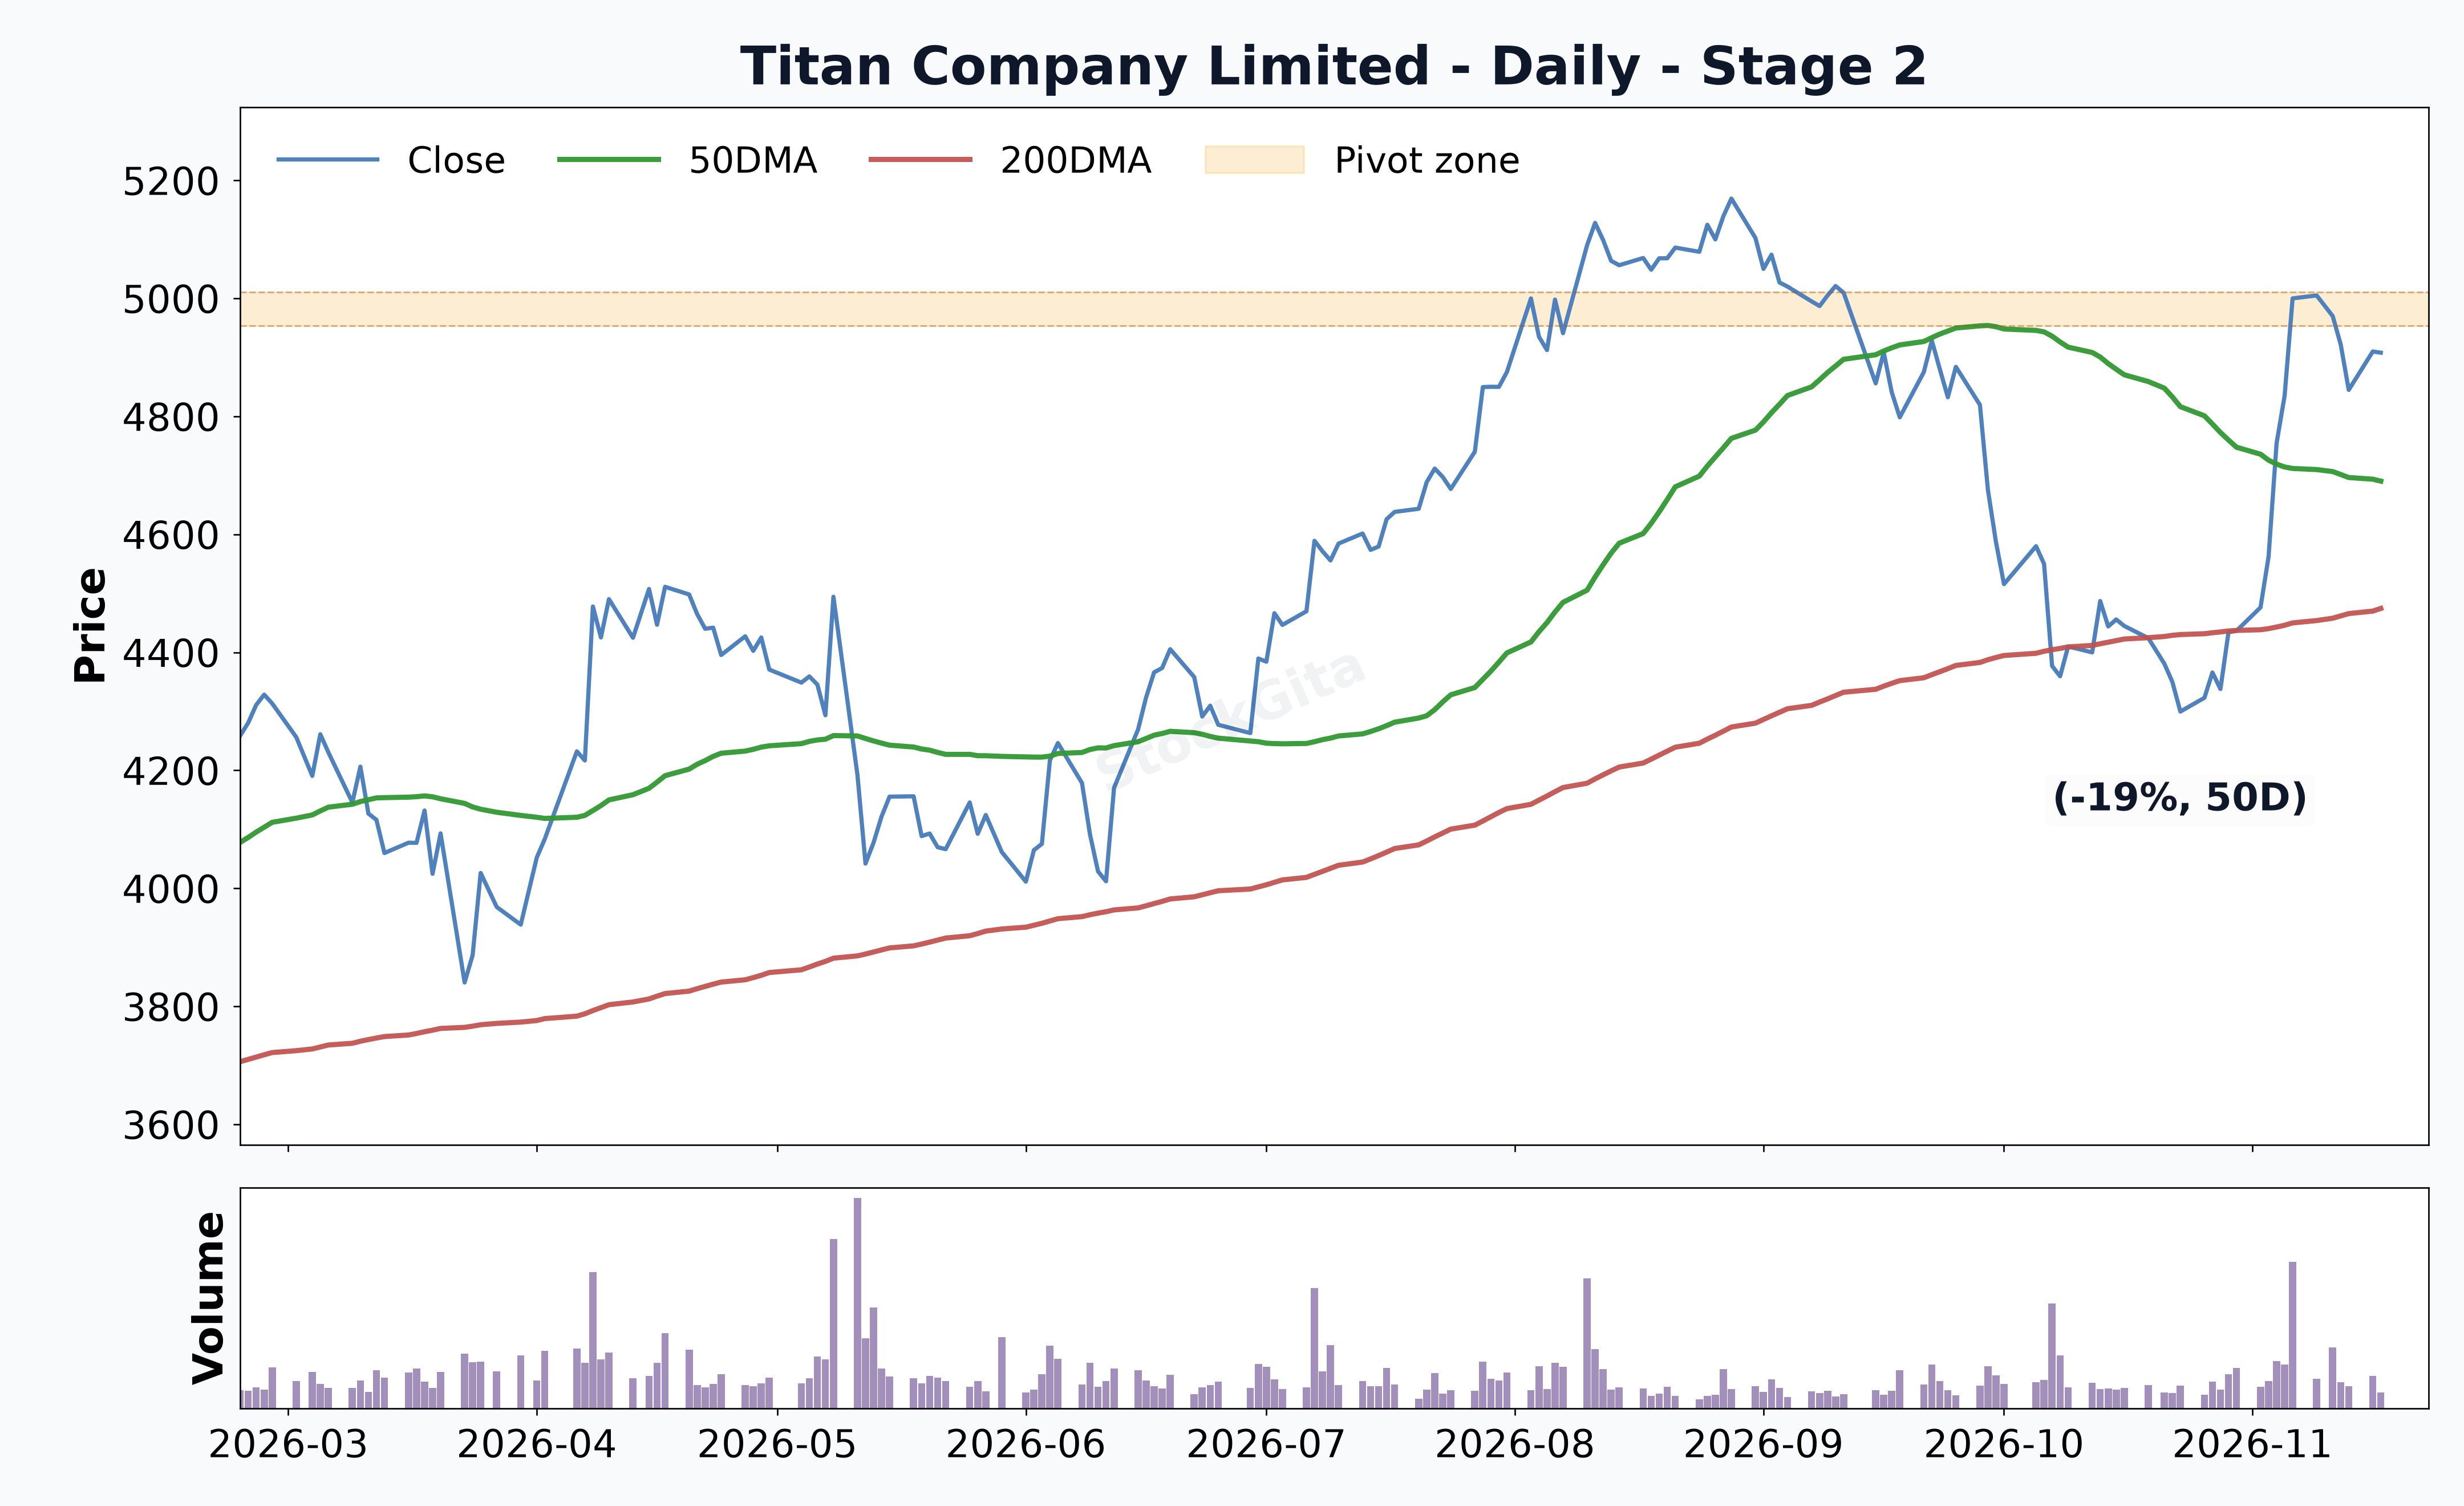 Titan Company Limited - Daily - Stage 2
Close
50DMA
200DMA
Pivot zone
5200
5000
4800
4600
4400
4200
4000
3800
3600
Price
StockGita
(-19%, 50D)
Volume
2026-03
2026-04
2026-05
2026-06
2026-07
2026-08
2026-09
2026-10
2026-11